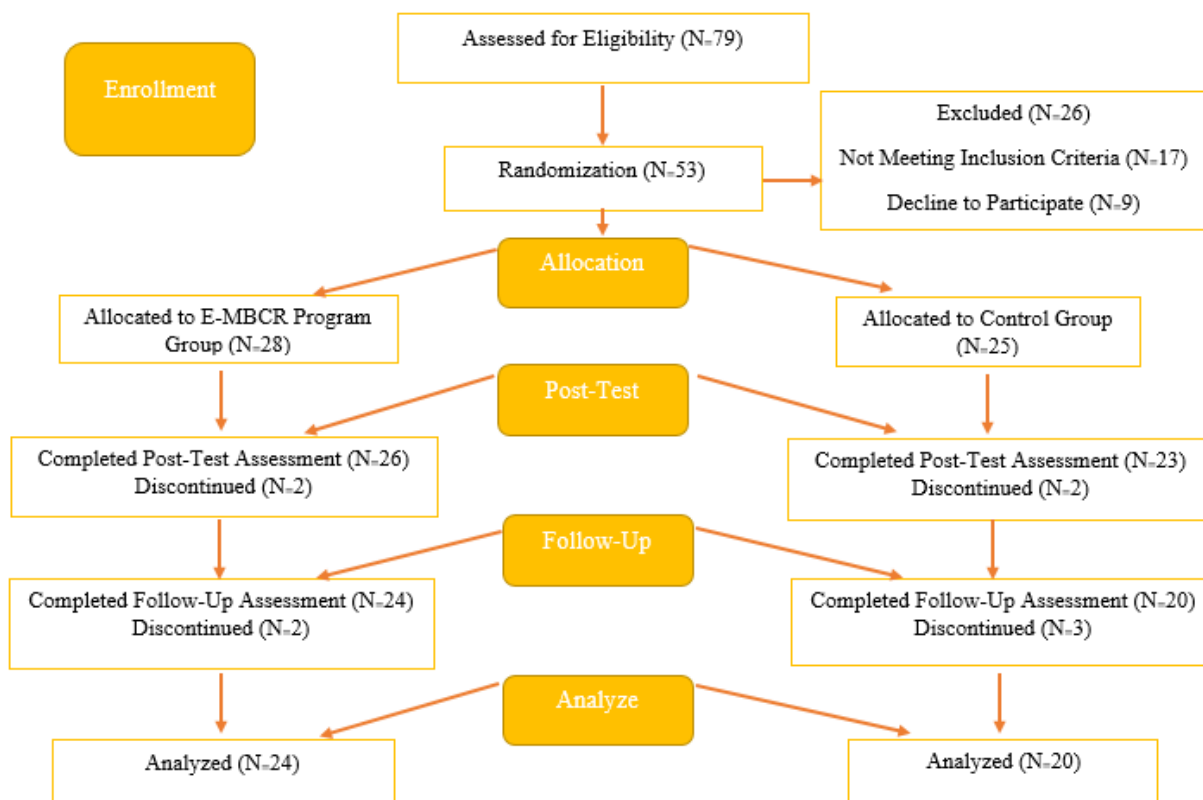 Assessed for Eligibility (N=79)
Enrollment
Excluded (N=26)
Not Meeting Inclusion Criteria (N=17)
Decline to Participate (N=9)
Randomization (N=53)
Allocation
Allocated to E-MBCR Program
Group (N=28)
Allocated to Control Group
(N=25)
Post-Test
Completed Post-Test Assessment (N=26)
Discontinued (N=2)
Completed Post-Test Assessment (N=23)
Discontinued (N=2)
Follow-Up
Completed Follow-Up Assessment (N=24)
Discontinued (N=2)
Completed Follow-Up Assessment (N=20)
Discontinued (N=3)
Analyze
Analyzed (N=24)
Analyzed (N=20)